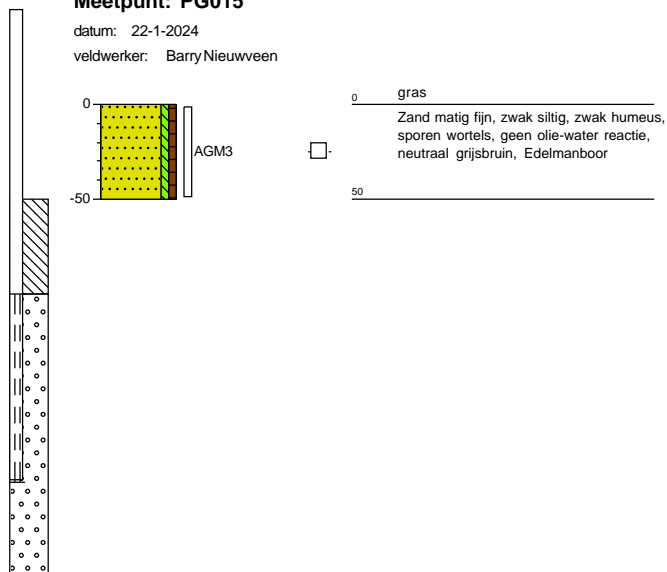 Meetpunt: PG015
datum: 22-1-2024
veldwerker: Barry Nieuwveen
0
AGM3
-50
0 gras
Zand matig fijn, zwak siltig, zwak humeus,
sporen wortels, geen olie-water reactie,
neutraal grijsbruin, Edelmanboor
50